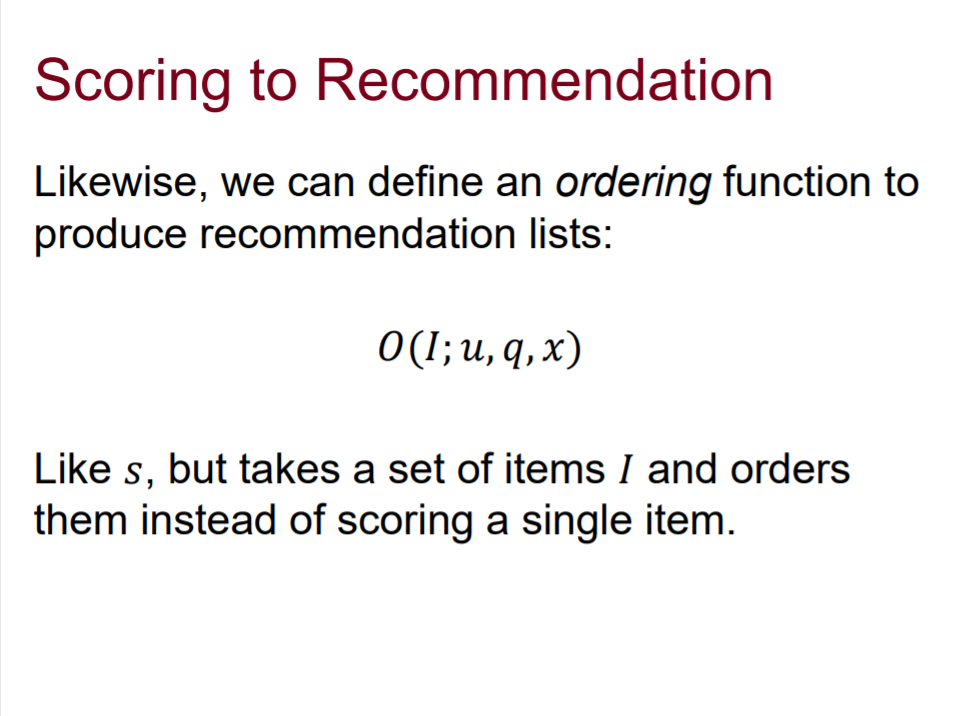 Scoring to Recommendation
Likewise, we can define an ordering function to
produce recommendation lists:
O(I; u, q, x)
Like s, but takes a set of items I and orders
them instead of scoring a single item.